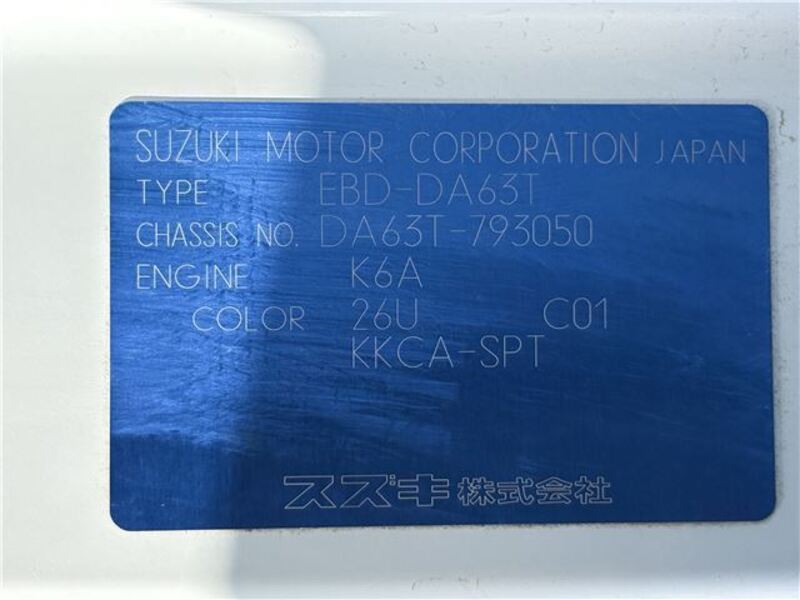 SUZUKI MOTOR CORPORATION JAPAN
TYPE EBD-DA63T
CHASSIS NO. DA63T-793050
ENGINE K6A
COLOR 26U C01
KKCA-SPT
スズキ株式会社